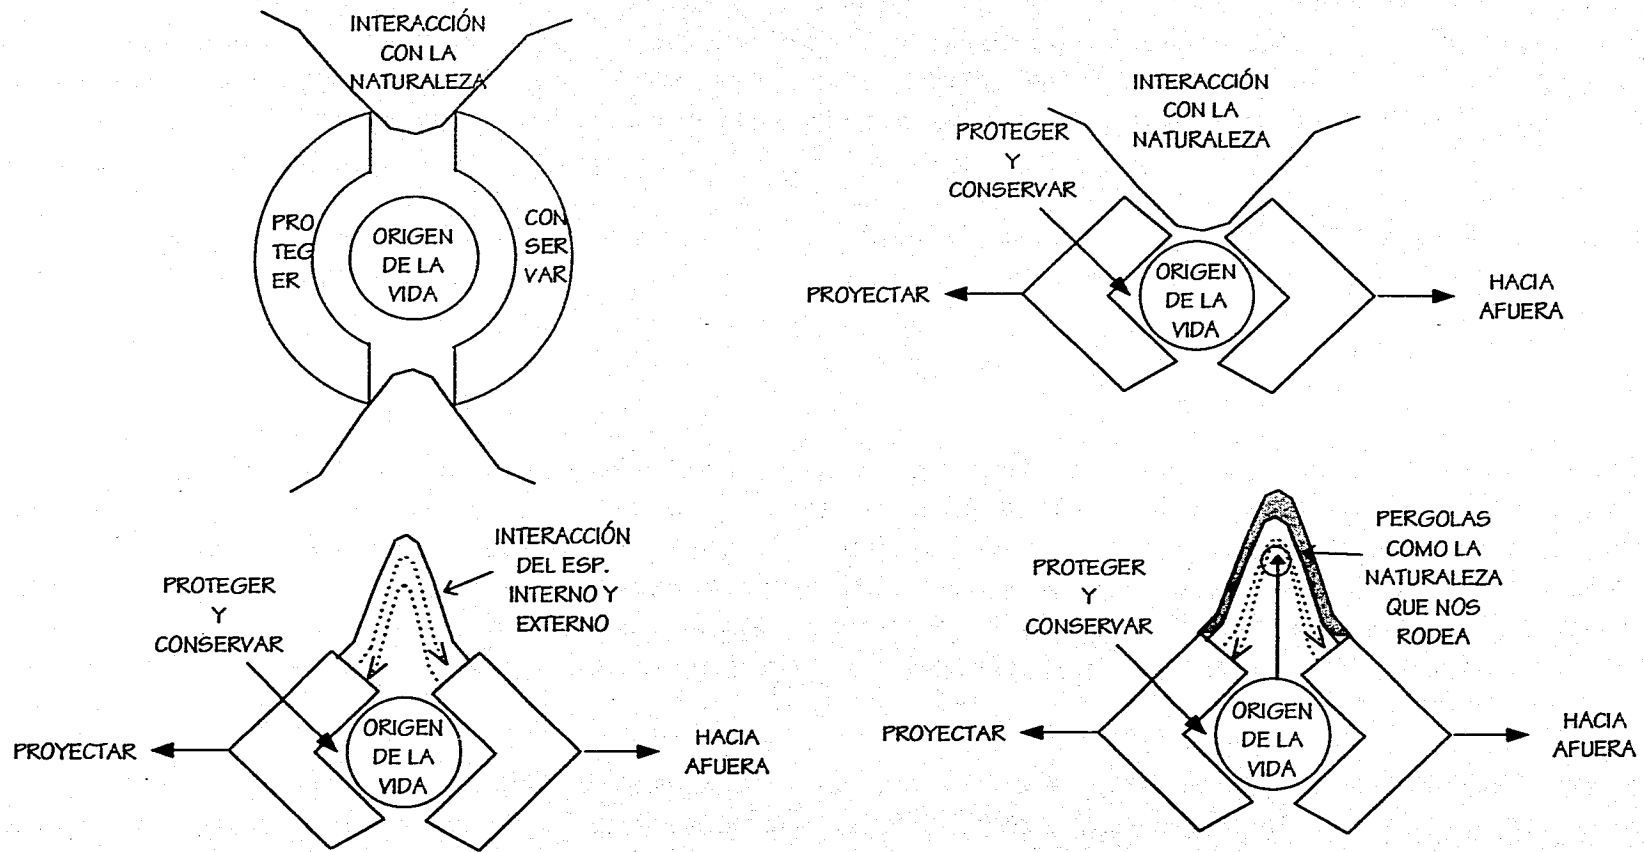 INTERACCIÓN
CON LA
NATURALEZA
PRO
TEG
ER
ORIGEN
DE LA
VIDA
CON
SER
VAR
INTERACCIÓN
CON LA
NATURALEZA
PROTEGER
Y
CONSERVAR
PROYECTAR
ORIGEN
DE LA
VIDA
HACIA
AFUERA
INTERACCIÓN
DEL ESP.
INTERNO Y
EXTERNO
PROTEGER
Y
CONSERVAR
PROYECTAR
ORIGEN
DE LA
VIDA
HACIA
AFUERA
PERGOLAS
COMO LA
NATURALEZA
QUE NOS
RODEA
PROTEGER
Y
CONSERVAR
PROYECTAR
ORIGEN
DE LA
VIDA
HACIA
AFUERA